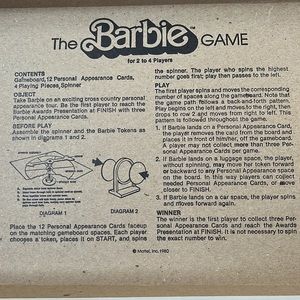 The Barbie GAME
for 2 to 4 Players
CONTENTS
Gameboard, 12 Personal Appearance Cards,
4 Playing Pieces, Spinner
OBJECT
Take Barbie on an exciting cross country personal
appearance tour. Be the first player to reach the
Barbie Awards Presentation at FINISH with three
Personal Appearance Cards.
BEFORE PLAY
Assemble the spinner and the Barbie Tokens as
shown in diagrams 1 and 2.
DIAGRAM 1
DIAGRAM 2
Place the 12 Personal Appearance Cards faceup
on the matching gameboard spaces. Each player
chooses a token, places it on START, and spins
the spinner. The player who spins the highest
number goes first; play then passes to the left.
PLAY
The first player spins and moves the corresponding
number of spaces along the gameboard. Note that
the game path follows a back-and-forth pattern.
Play begins on the left and moves to the right, then
drops to row 2 and moves from right to left. This
pattern is followed throughout the game.
1. If Barbie lands on a Personal Appearance Card,
the player removes the card from the board and
places it in front of him/herself. During the game,
a player may not collect more than three Per-
sonal Appearance Cards per game.
2. If Barbie lands on a luggage space, the player,
without spinning, may move her token forward
or backward to any Personal Appearance Card
on the board. In this way players can collect
needed Personal Appearance Cards, or move
closer to FINISH.
3. If Barbie lands on a car space, the player spins
and moves forward again.
WINNER
The winner is the first player to collect three Per-
sonal Appearance Cards and reach the Awards
Presentation at FINISH. It is not necessary to spin
the exact number to win.
© Mattel, Inc. 1980